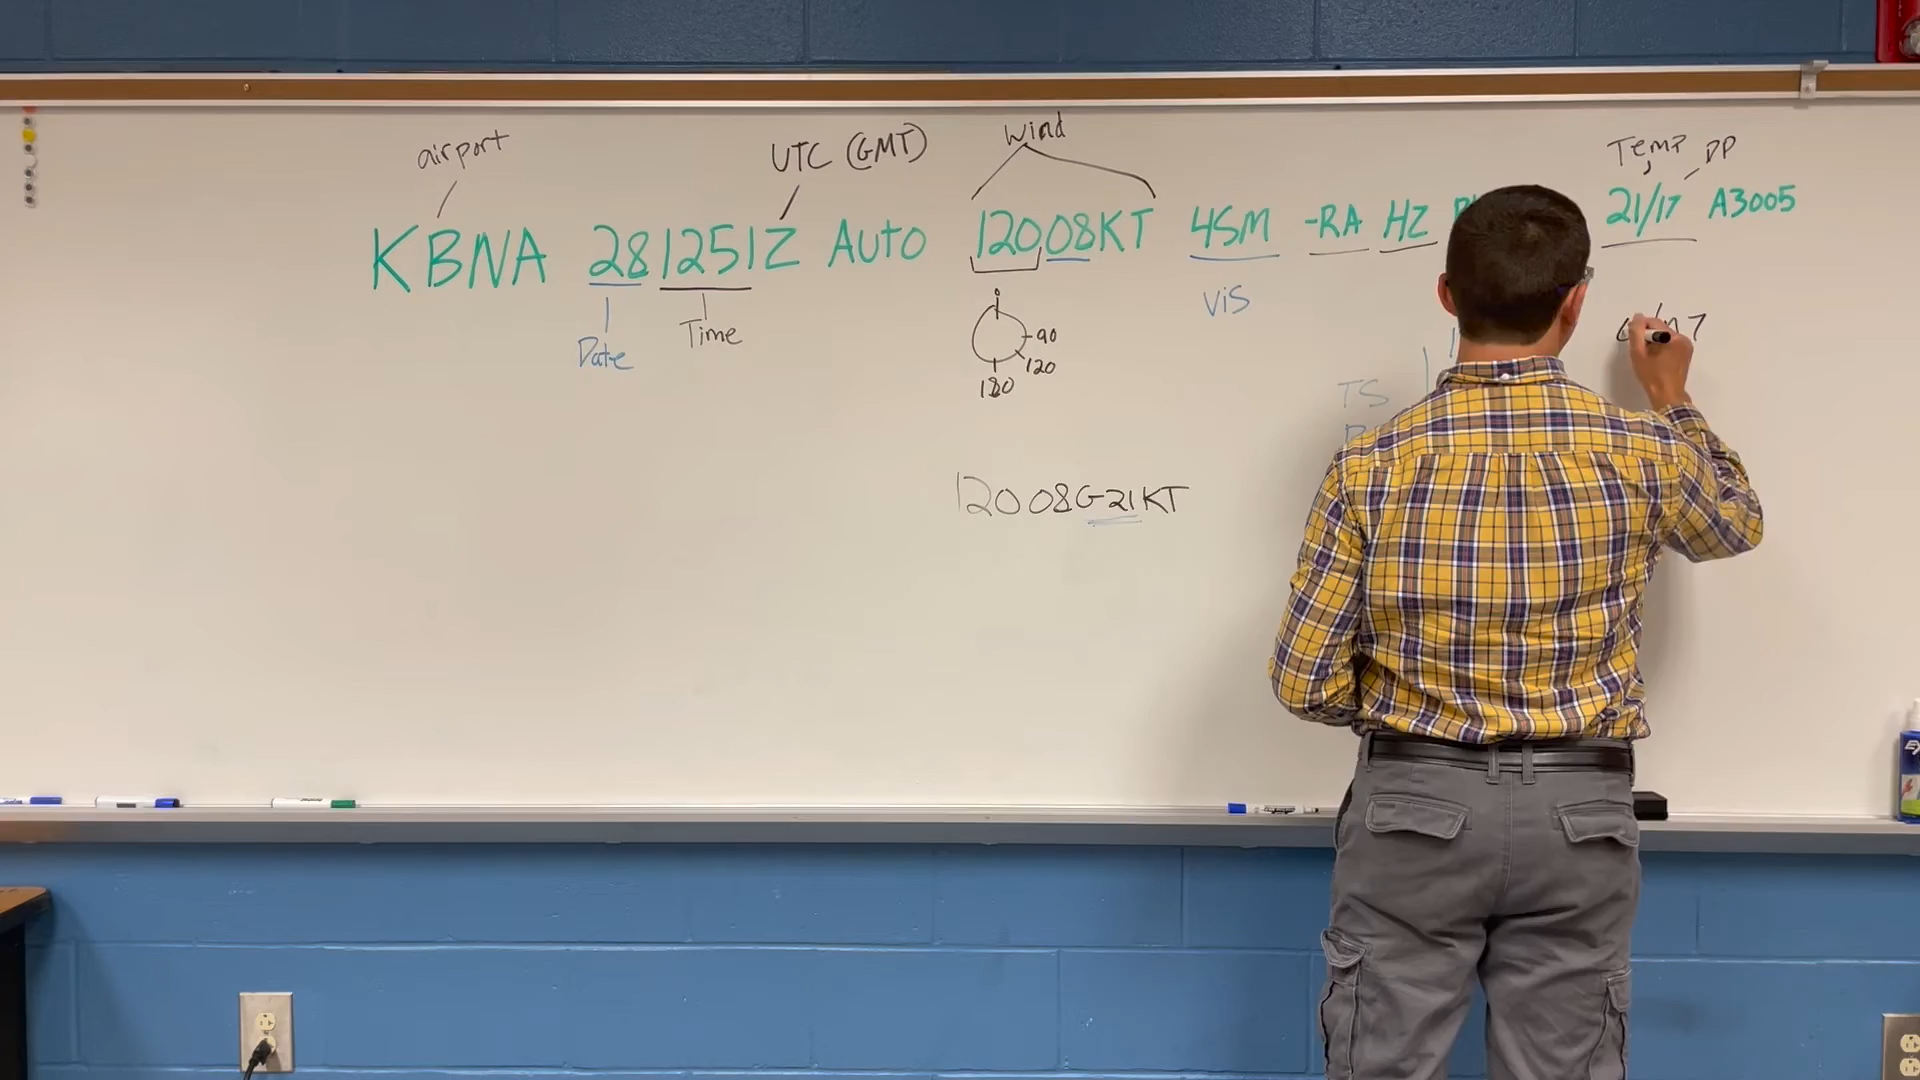 airport
UTC (GMT)
Wind
Temp DP
KBNA 281251Z Auto 12008KT 4SM -RA HZ 21/17 A3005
Date
Time
VIS
90
120
180
TS
12008G21KT